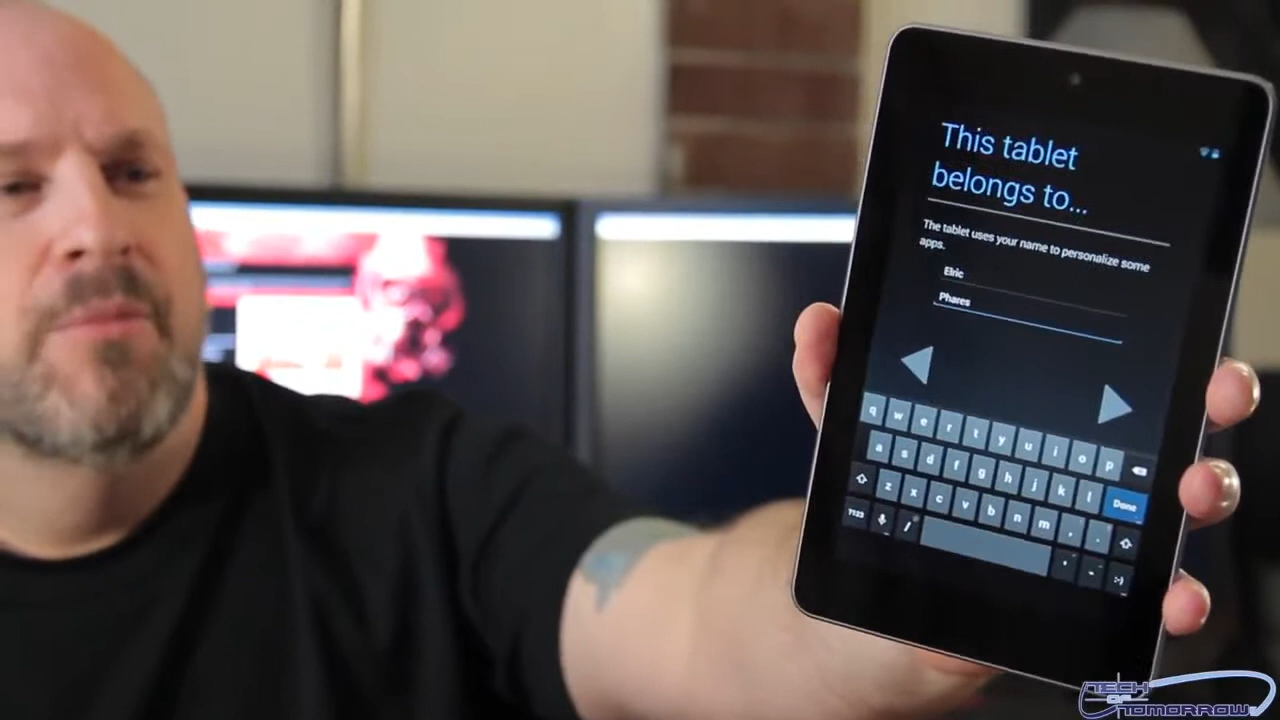 This tablet
belongs to...
The tablet uses your name to personalize some
apps.
Elric
Phares
q w e r t y u i o p
a s d f g h j k l Done
z x c v b n m , .
?123 / ' - :-)
TECH
OF
TOMORROW